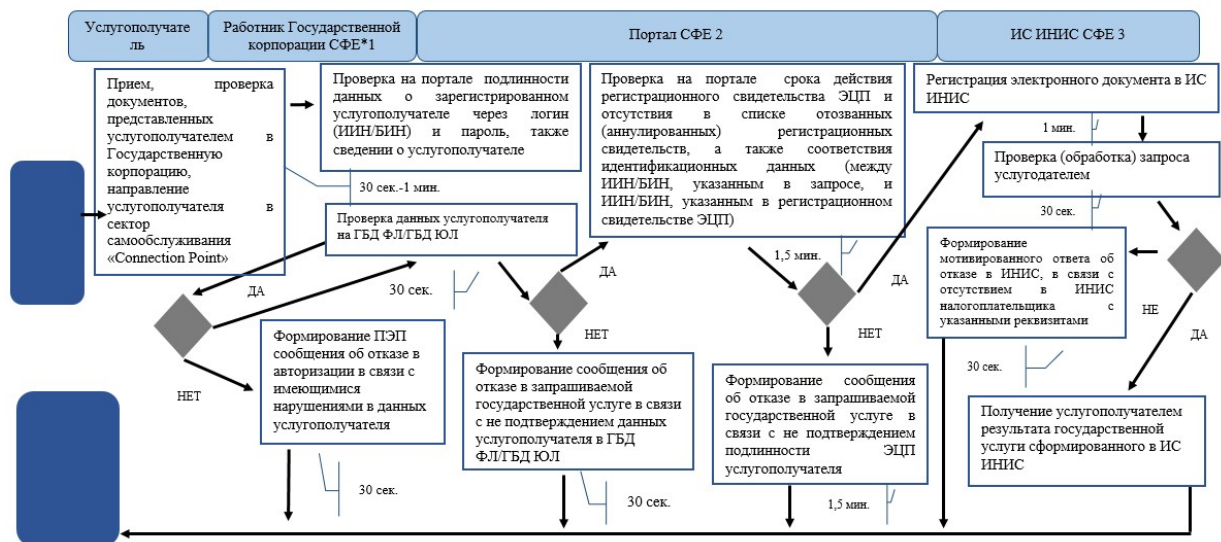 Услугополучате
ль
Работник Государственной
корпорации СФЕ*1
Портал СФЕ 2
ИС ИНИС СФЕ 3
Прием, проверка
документов,
представленных
услугополучателем в
Государственную
корпорацию,
направление
услугополучателя в
сектор
самообслуживания
«Connection Point»
Проверка на портале подлинности
данных о зарегистрированном
услугополучателе через логин
(ИИН/БИН) и пароль, также
сведении о услугополучателе
30 сек.-1 мин.
Проверка данных услугополучателя
на ГБД ФЛ/ГБД ЮЛ
30 сек.
ДА
НЕТ
Формирование ПЭП
сообщения об отказе в
авторизации в связи с
имеющимися
нарушениями в данных
услугополучателя
30 сек.
Проверка на портале срока действия
регистрационного свидетельства ЭЦП и
отсутствия в списке отозванных
(аннулированных) регистрационных
свидетельств, а также соответствия
идентификационных данных (между
ИИН/БИН, указанным в запросе, и
ИИН/БИН, указанным в регистрационном
свидетельстве ЭЦП)
1,5 мин.
ДА
НЕТ
Формирование сообщения об
отказе в запрашиваемой
государственной услуге в связи
с не подтверждением данных
услугополучателя в ГБД
ФЛ/ГБД ЮЛ
30 сек.
ДА
НЕТ
Формирование сообщения
об отказе в запрашиваемой
государственной услуге в
связи с не подтверждением
подлинности ЭЦП
услугополучателя
1,5 мин.
Регистрация электронного документа в ИС
ИНИС
1 мин.
Проверка (обработка) запроса
услугодателем
30 сек.
Формирование
мотивированного ответа об
отказе в ИНИС, в связи с
отсутствием в ИНИС
налогоплательщика с
указанными реквизитами
НЕ
ДА
30 сек.
Получение услугополучателем
результата государственной
услуги сформированного в ИС
ИНИС